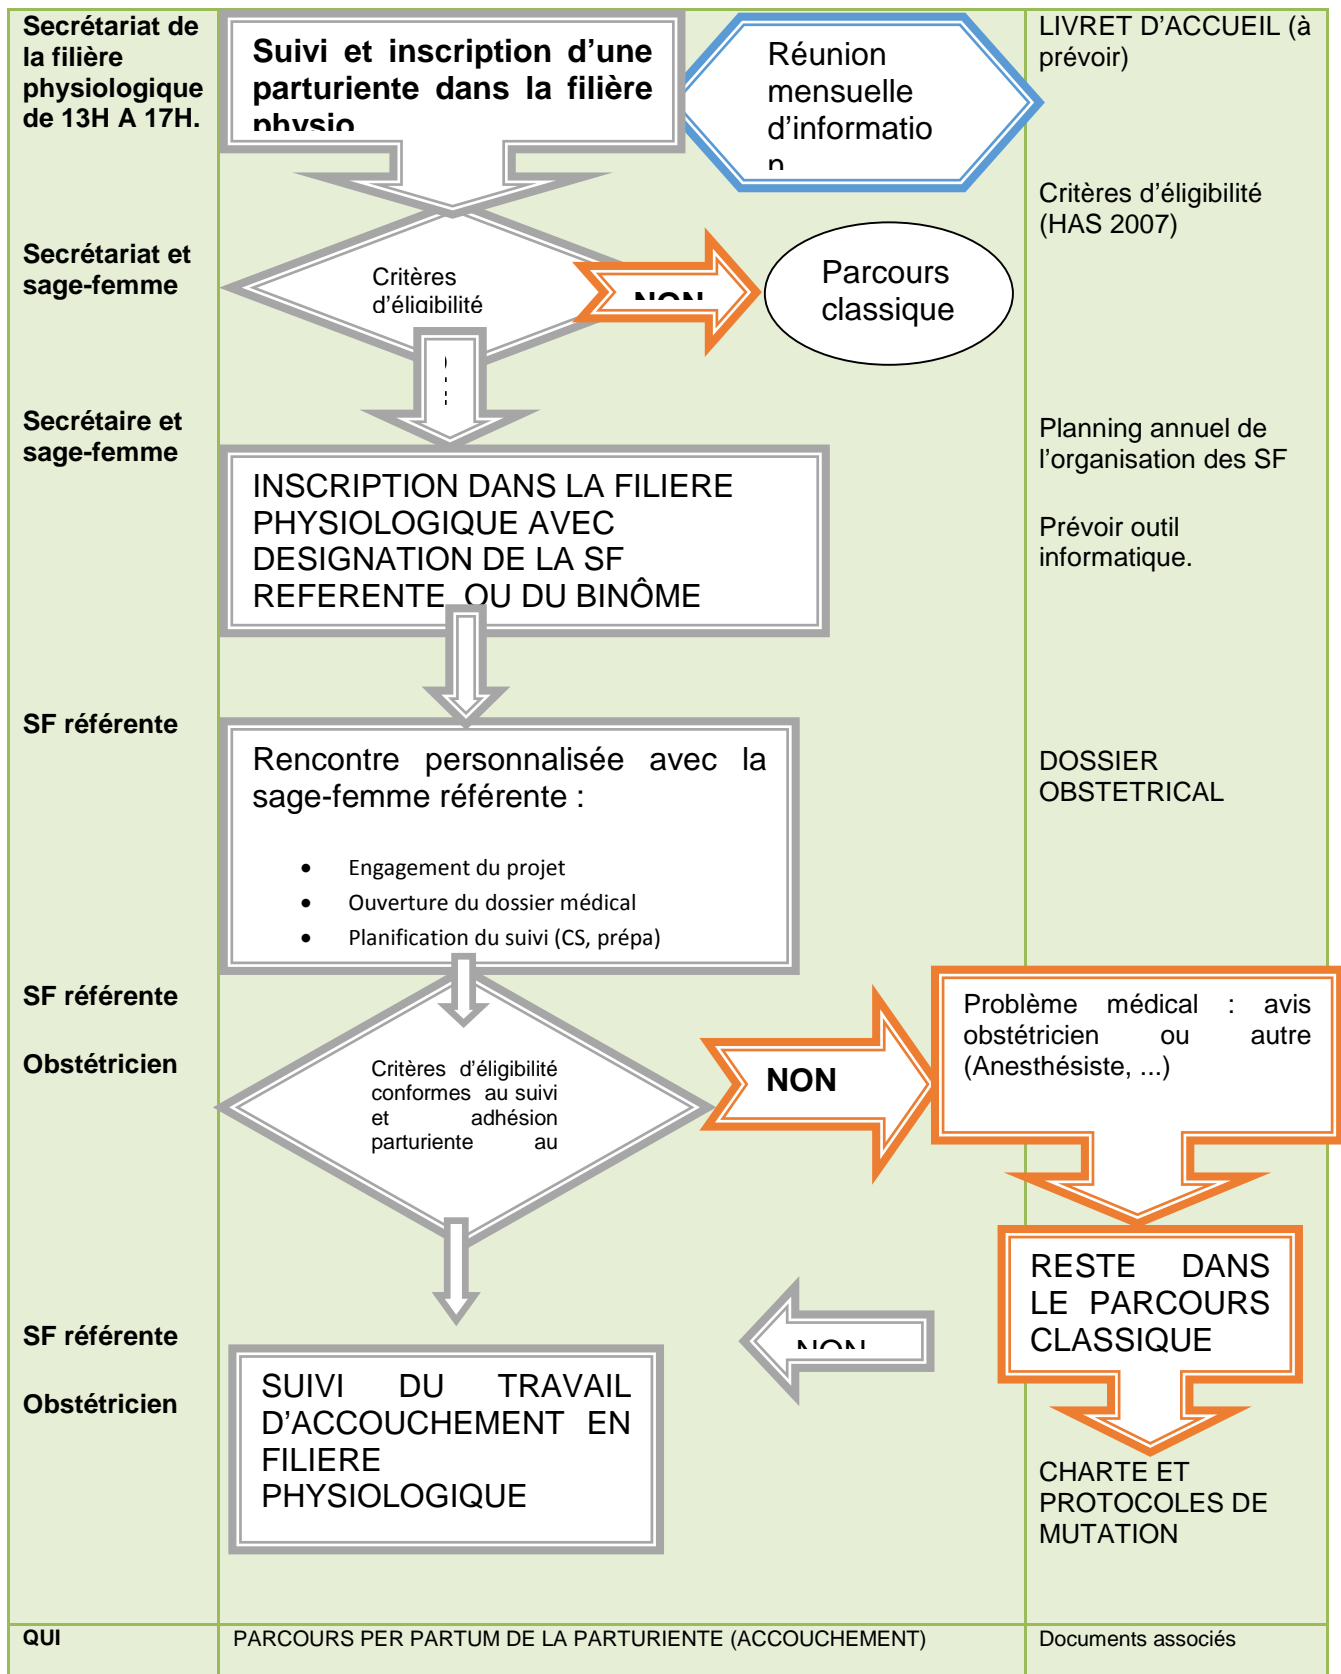 Secrétariat de
la filière
physiologique
de 13H A 17H.
Suivi et inscription d’une
parturiente dans la filière
physio
Réunion
mensuelle
d’informatio
n
LIVRET D’ACCUEIL (à
prévoir)
Critères d’éligibilité
(HAS 2007)
Secrétariat et
sage-femme
Critères
d’éligibilité
NON
Parcours
classique
Secrétaire et
sage-femme
INSCRIPTION DANS LA FILIERE
PHYSIOLOGIQUE AVEC
DESIGNATION DE LA SF
REFERENTE OU DU BINÔME
Planning annuel de
l’organisation des SF
Prévoir outil
informatique.
SF référente
Rencontre personnalisée avec la
sage-femme référente :
• Engagement du projet
• Ouverture du dossier médical
• Planification du suivi (CS, prépa)
DOSSIER
OBSTETRICAL
SF référente
Obstétricien
Critères d’éligibilité
conformes au suivi
et adhésion
parturiente au
NON
Problème médical : avis
obstétricien ou autre
(Anesthésiste, ...)
RESTE DANS
LE PARCOURS
CLASSIQUE
SF référente
Obstétricien
NON
SUIVI DU TRAVAIL
D’ACCOUCHEMENT EN
FILIERE
PHYSIOLOGIQUE
CHARTE ET
PROTOCOLES DE
MUTATION
QUI
PARCOURS PER PARTUM DE LA PARTURIENTE (ACCOUCHEMENT)
Documents associés